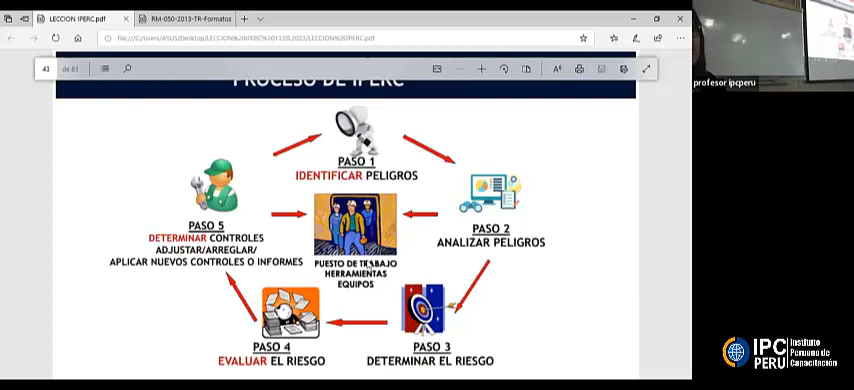 LECCION IPERC.pdf
RM-050-2013-TR-Formatos
file:///C:/Users/ASUS/Desktop/LECCION%20IPERC%2013.05.2023/LECCION%20IPERC.pdf
43 de 81
PROCESO DE IPERC
PASO 1
IDENTIFICAR PELIGROS
PASO 2
ANALIZAR PELIGROS
PASO 5
DETERMINAR CONTROLES
ADJUSTAR/ARREGLAR/
APLICAR NUEVOS CONTROLES O INFORMES
PUESTO DE TRABAJO
HERRAMIENTAS
EQUIPOS
PASO 4
EVALUAR EL RIESGO
PASO 3
DETERMINAR EL RIESGO
profesor ipcperu
IPC
PERU
Instituto
Peruano de
Capacitación